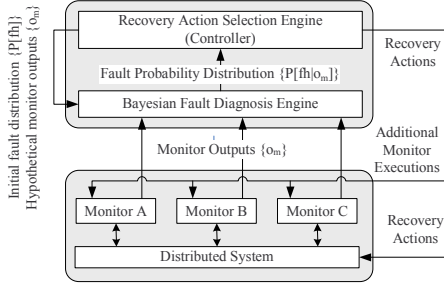 Initial fault distribution {P[fh]}
Hypothetical monitor outputs {om}
Recovery Action Selection Engine
(Controller)
Fault Probability Distribution {P[fh|om]}
Bayesian Fault Diagnosis Engine
Recovery
Actions
Monitor Outputs {om}
Additional
Monitor
Executions
Monitor A
Monitor B
Monitor C
Recovery
Actions
Distributed System